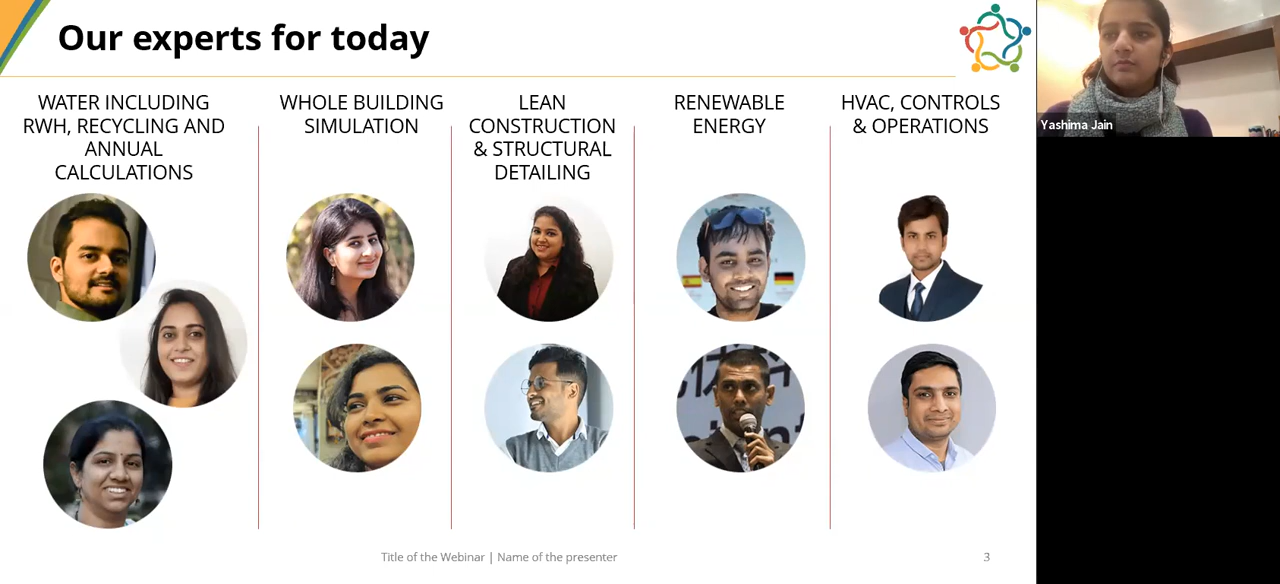 Our experts for today
WATER INCLUDING
RWH, RECYCLING AND
ANNUAL
CALCULATIONS
WHOLE BUILDING
SIMULATION
LEAN
CONSTRUCTION
& STRUCTURAL
DETAILING
RENEWABLE
ENERGY
HVAC, CONTROLS
& OPERATIONS
Yashima Jain
Title of the Webinar | Name of the presenter
3